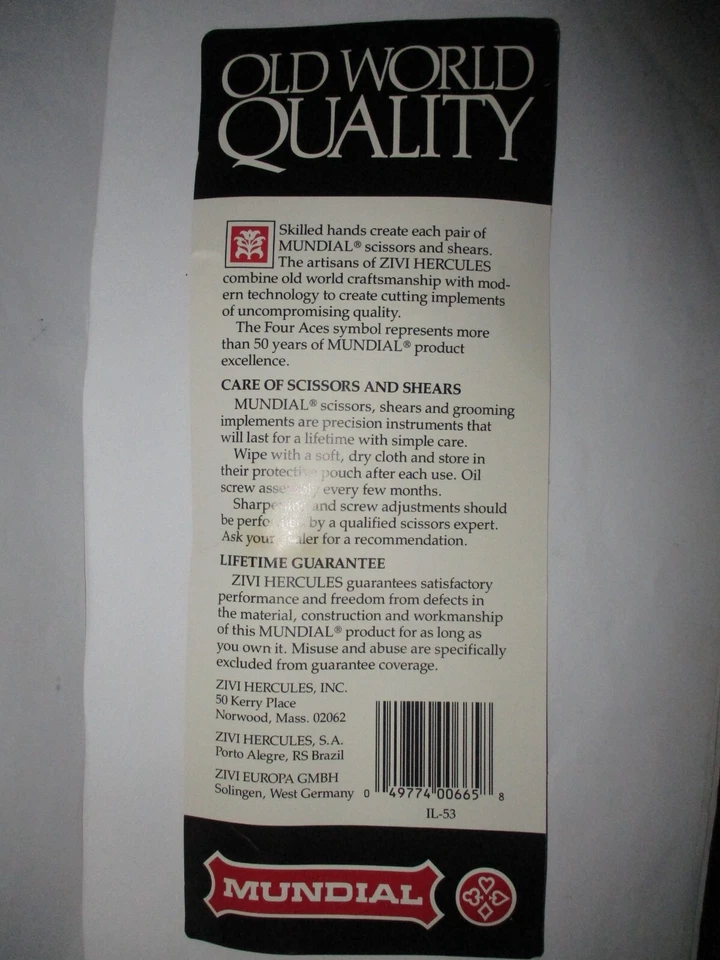 OLD WORLD
QUALITY
Skilled hands create each pair of
MUNDIAL® scissors and shears.
The artisans of ZIVI HERCULES
combine old world craftsmanship with mod-
ern technology to create cutting implements
of uncompromising quality.
The Four Aces symbol represents more
than 50 years of MUNDIAL® product
excellence.
CARE OF SCISSORS AND SHEARS
MUNDIAL® scissors, shears and grooming
implements are precision instruments that
will last for a lifetime with simple care.
Wipe with a soft, dry cloth and store in
their protective pouch after each use. Oil
screw assembly every few months.
Sharpening and screw adjustments should
be performed by a qualified scissors expert.
Ask your dealer for a recommendation.
LIFETIME GUARANTEE
ZIVI HERCULES guarantees satisfactory
performance and freedom from defects in
the material, construction and workmanship
of this MUNDIAL® product for as long as
you own it. Misuse and abuse are specifically
excluded from guarantee coverage.
ZIVI HERCULES, INC.
50 Kerry Place
Norwood, Mass. 02062
ZIVI HERCULES, S.A.
Porto Alegre, RS Brazil
ZIVI EUROPA GMBH
Solingen, West Germany
0 49774 00665 8
IL-53
MUNDIAL